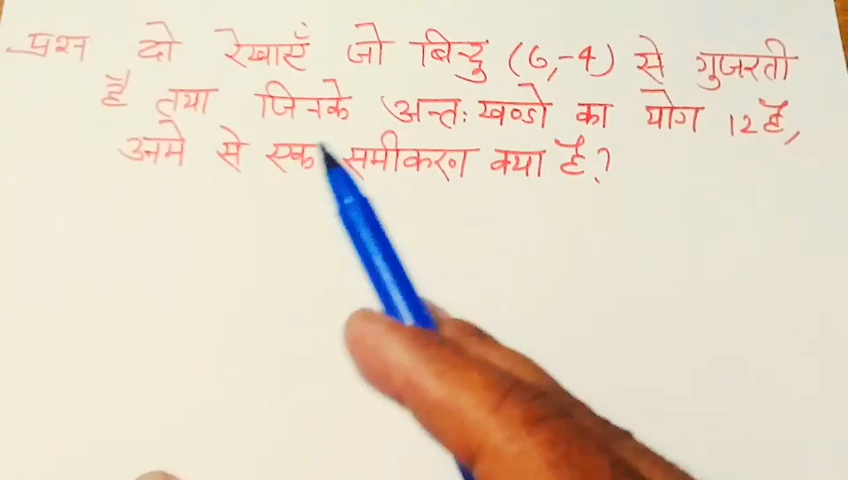 प्रश्न दो रेखाएँ जो बिन्दु (6,-4) से गुजरती
है तथा जिनके अन्तः खण्डो का योग 12 है,
उनमे से एक समीकरण क्या है?